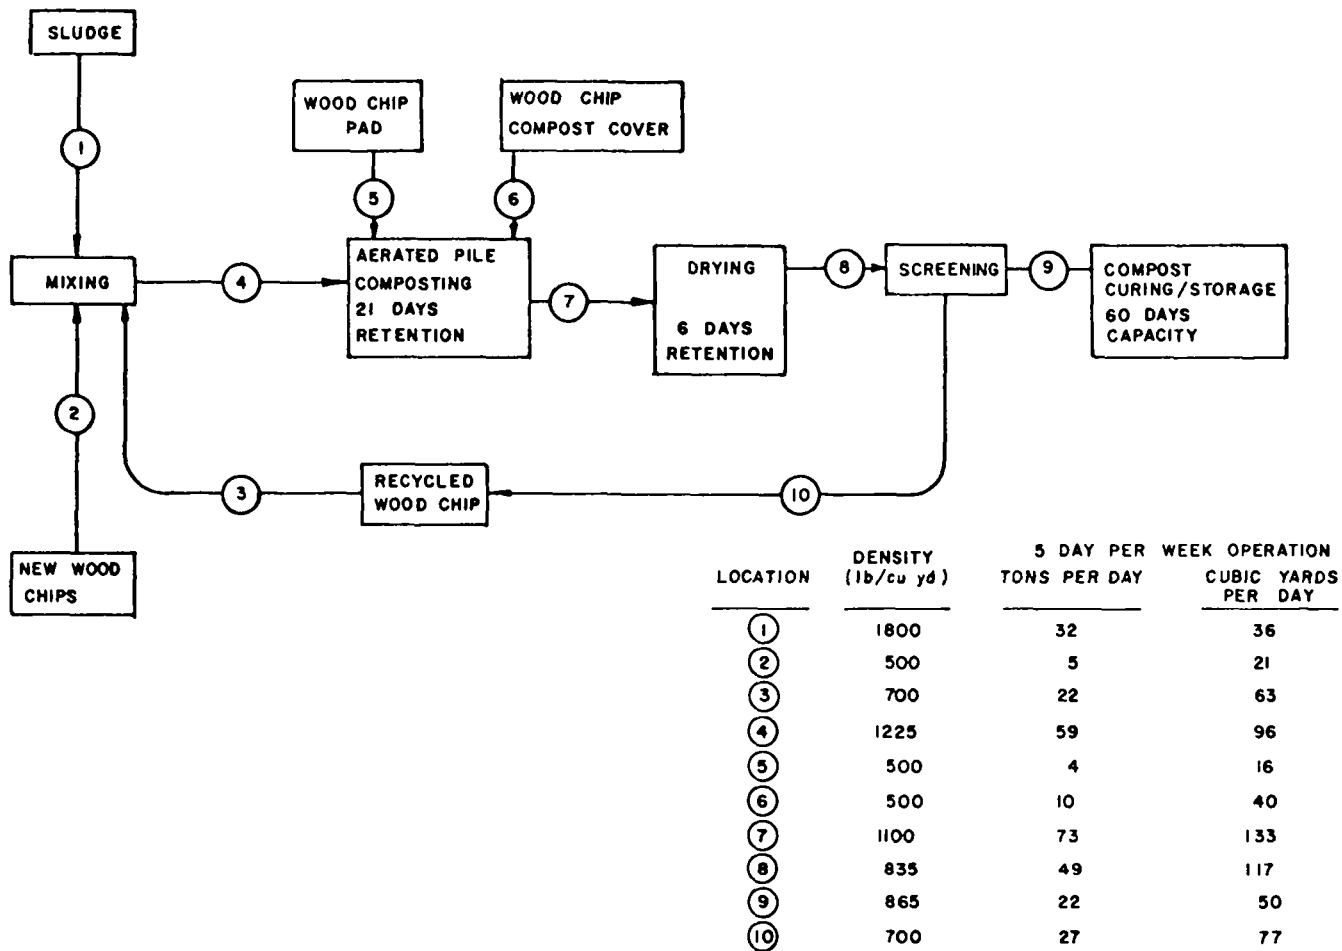 SLUDGE
1
WOOD CHIP
PAD
WOOD CHIP
COMPOST COVER
5
6
MIXING
4
AERATED PILE
COMPOSTING
21 DAYS
RETENTION
7
DRYING
6 DAYS
RETENTION
8
SCREENING
9
COMPOST
CURING/STORAGE
60 DAYS
CAPACITY
2
3
RECYCLED
WOOD CHIP
10
NEW WOOD
CHIPS
5 DAY PER WEEK OPERATION
LOCATION DENSITY (lb/cu yd) TONS PER DAY CUBIC YARDS PER DAY
1 1800 32 36
2 500 5 21
3 700 22 63
4 1225 59 96
5 500 4 16
6 500 10 40
7 1100 73 133
8 835 49 117
9 865 22 50
10 700 27 77